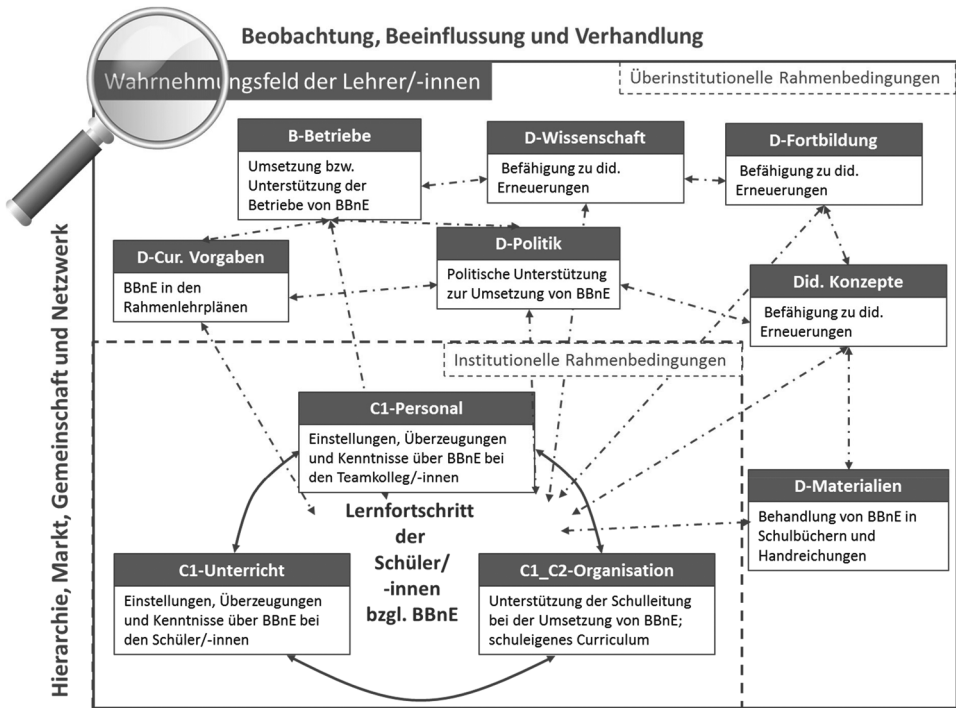 Beobachtung, Beeinflussung und Verhandlung
Hierarchie, Markt, Gemeinschaft und Netzwerk
Wahrnehmungsfeld der Lehrer/-innen
Überinstitutionelle Rahmenbedingungen
B-Betriebe
Umsetzung bzw.
Unterstützung der
Betriebe von BBnE
D-Wissenschaft
Befähigung zu did.
Erneuerungen
D-Fortbildung
Befähigung zu did.
Erneuerungen
D-Cur. Vorgaben
BBnE in den
Rahmenlehrplänen
D-Politik
Politische Unterstützung
zur Umsetzung von BBnE
Did. Konzepte
Befähigung zu did.
Erneuerungen
Institutionelle Rahmenbedingungen
C1-Personal
Einstellungen, Überzeugungen
und Kenntnisse über BBnE bei
den Teamkolleg/-innen
D-Materialien
Behandlung von BBnE in
Schulbüchern und
Handreichungen
Lernfortschritt
der
Schüler/
-innen
bzgl. BBnE
C1-Unterricht
Einstellungen, Überzeugungen
und Kenntnisse über BBnE bei
den Schüler/-innen
C1_C2-Organisation
Unterstützung der Schulleitung
bei der Umsetzung von BBnE;
schuleigenes Curriculum